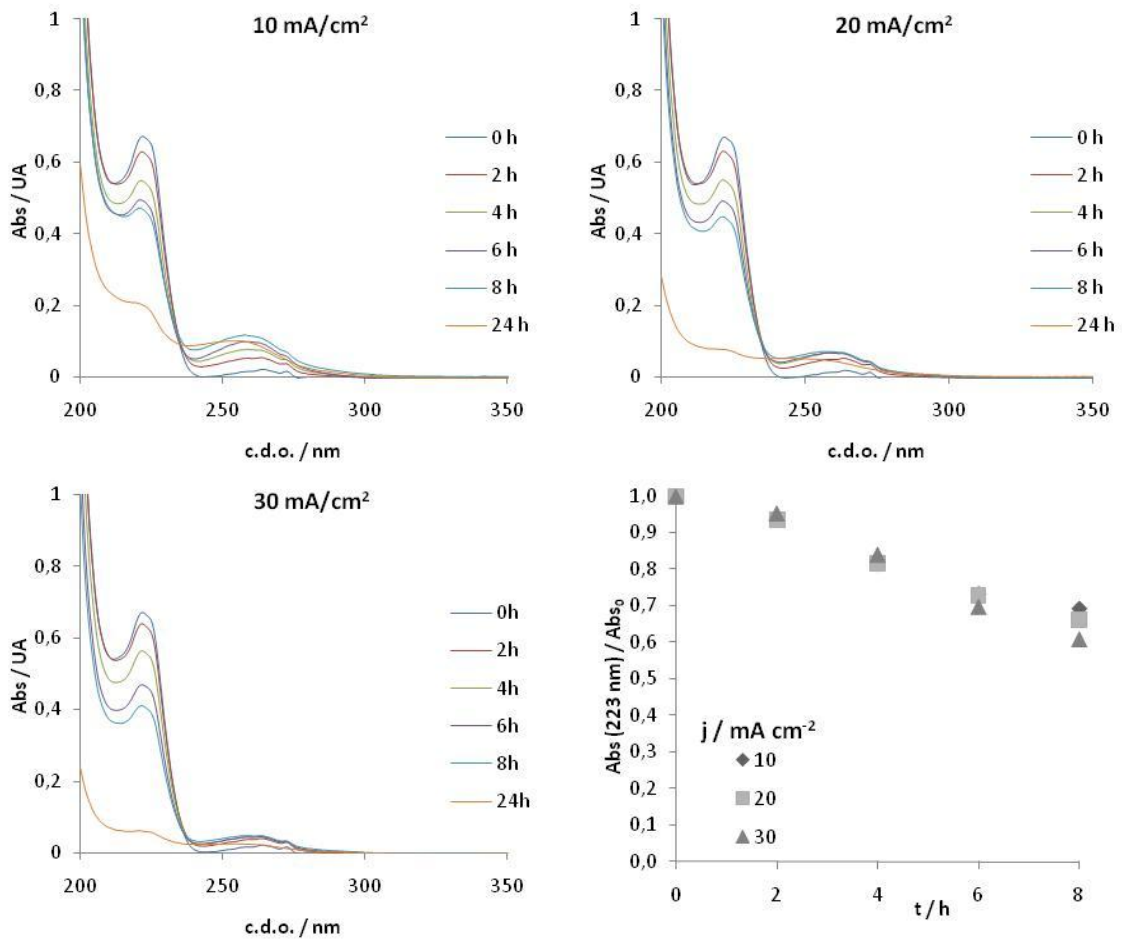 10 mA/cm²
1
0,8
0,6
0,4
0,2
0
Abs / UA
200
250
300
350
c.d.o. / nm
0 h
2 h
4 h
6 h
8 h
24 h
20 mA/cm²
1
0,8
0,6
0,4
0,2
0
Abs / UA
200
250
300
350
c.d.o. / nm
0 h
2 h
4 h
6 h
8 h
24 h
30 mA/cm²
1
0,8
0,6
0,4
0,2
0
Abs / UA
200
250
300
350
c.d.o. / nm
0h
2h
4h
6h
8h
24h
1,0
0,9
0,8
0,7
0,6
0,5
0,4
0,3
0,2
0,1
0,0
Abs (223 nm) / Abs₀
j / mA cm⁻²
10
20
30
0
2
4
6
8
t / h